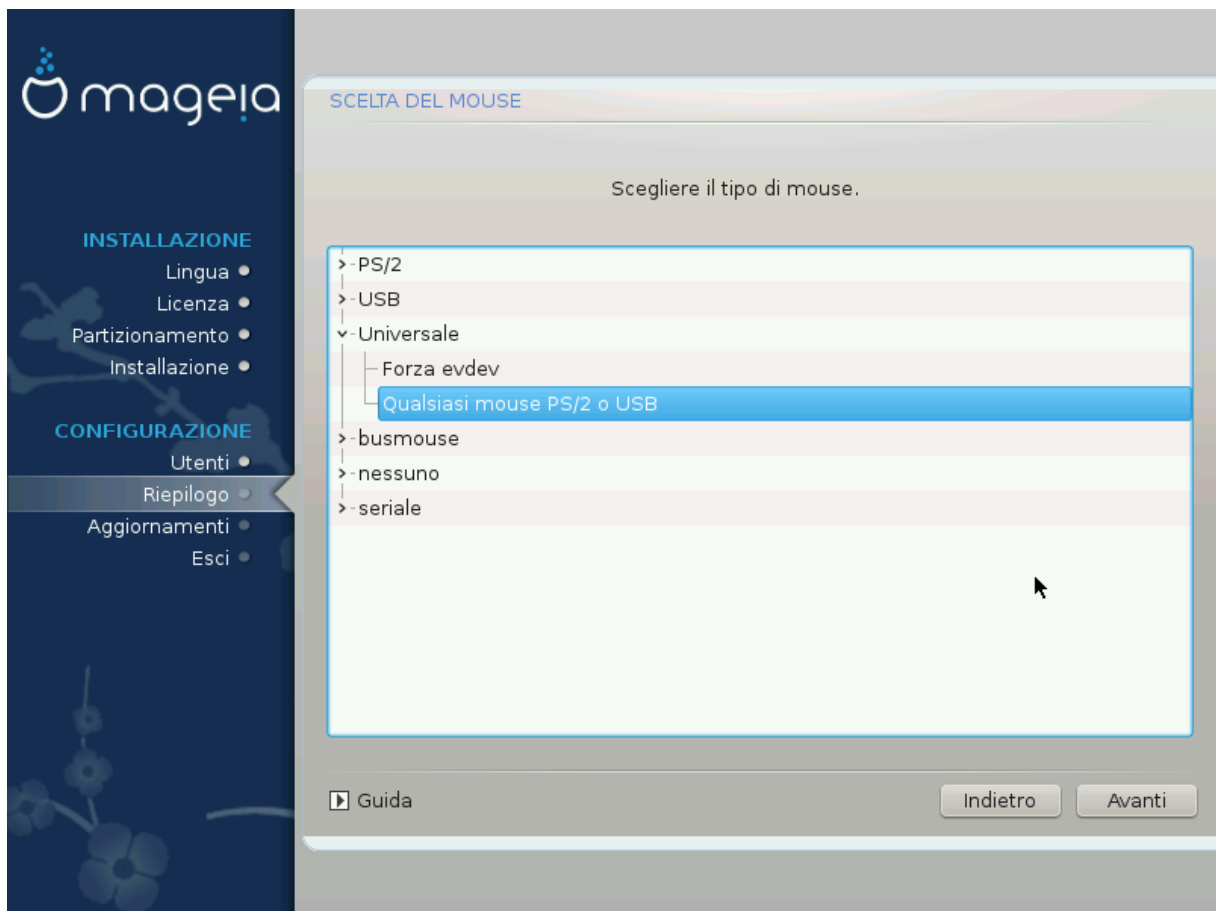 mageia
INSTALLAZIONE
Lingua
Licenza
Partizionamento
Installazione
CONFIGURAZIONE
Utenti
Riepilogo
Aggiornamenti
Esci
SCELTA DEL MOUSE
Scegliere il tipo di mouse.
PS/2
USB
Universale
Forza evdev
Qualsiasi mouse PS/2 o USB
busmouse
nessuno
seriale
Guida
Indietro
Avanti